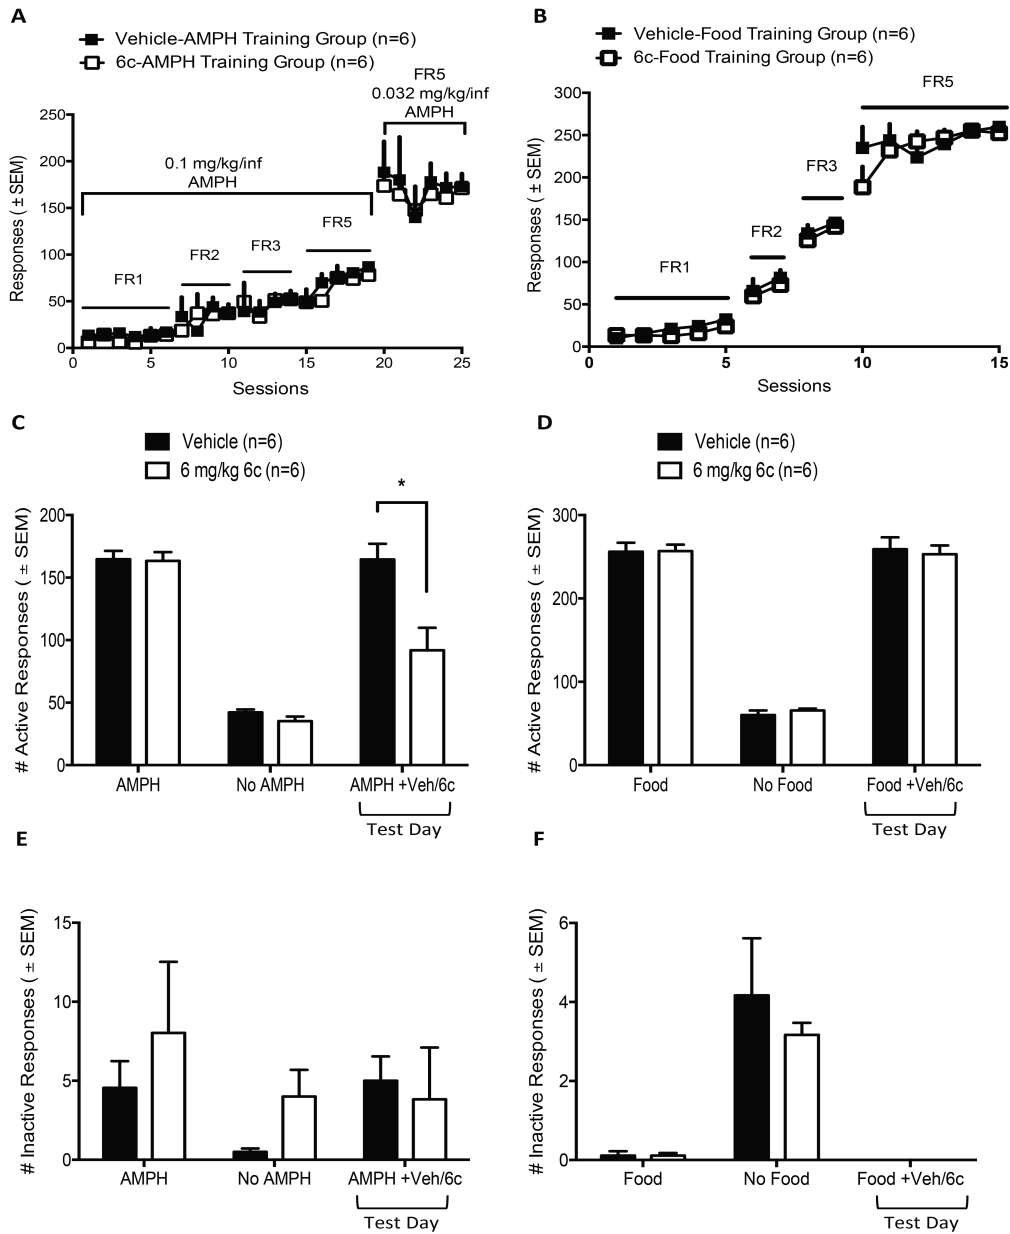 A
Vehicle-AMPH Training Group (n=6)
6c-AMPH Training Group (n=6)
FR5
0.032 mg/kg/inf
AMPH
0.1 mg/kg/inf
AMPH
FR1
FR2
FR3
FR5
Responses ( ± SEM)
250
200
150
100
50
0
0
5
10
15
20
25
Sessions
B
Vehicle-Food Training Group (n=6)
6c-Food Training Group (n=6)
FR5
FR3
FR2
FR1
Responses ( ± SEM)
300
250
200
150
100
50
0
0
5
10
15
Sessions
C
Vehicle (n=6)
6 mg/kg 6c (n=6)
*
# Active Responses ( ± SEM)
200
150
100
50
0
AMPH
No AMPH
AMPH +Veh/6c
Test Day
D
Vehicle (n=6)
6 mg/kg 6c (n=6)
# Active Responses ( ± SEM)
300
200
100
0
Food
No Food
Food +Veh/6c
Test Day
E
# Inactive Responses ( ± SEM)
15
10
5
0
AMPH
No AMPH
AMPH +Veh/6c
Test Day
F
# Inactive Responses ( ± SEM)
6
4
2
0
Food
No Food
Food +Veh/6c
Test Day